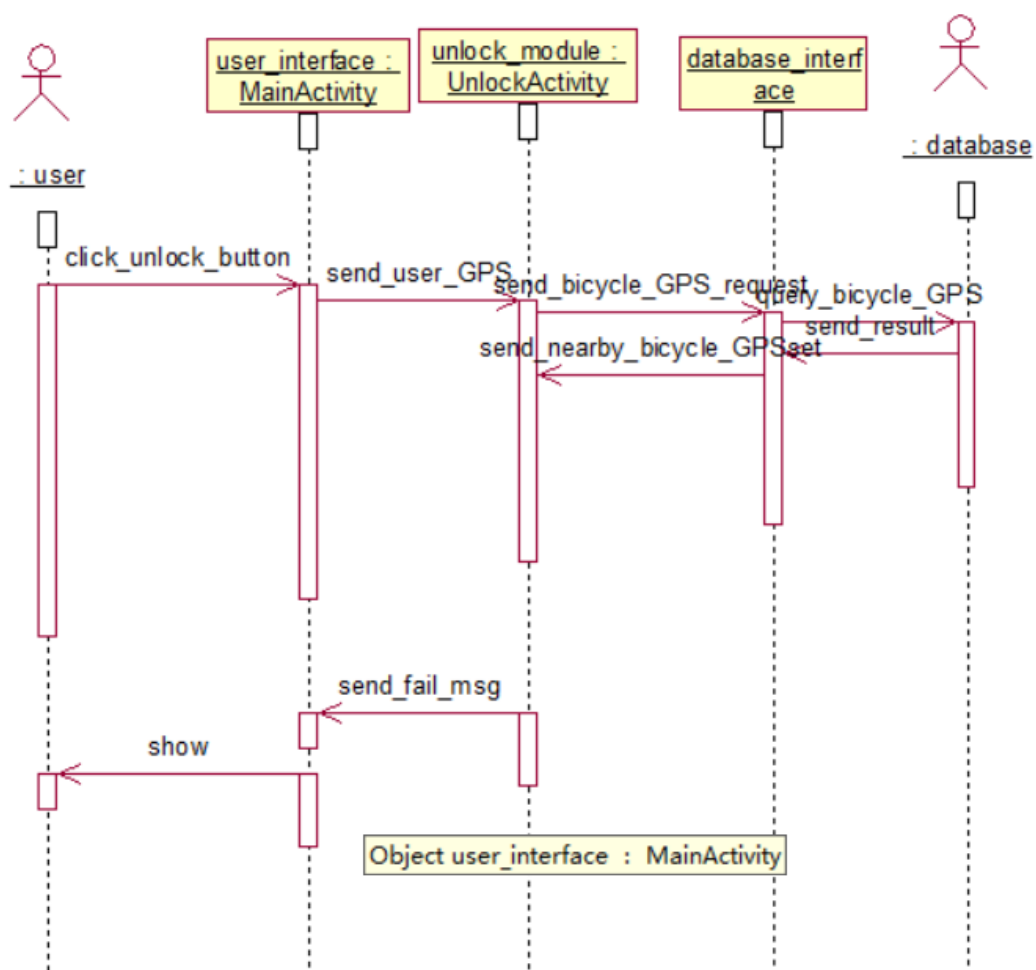 user_interface :
MainActivity
unlock_module :
UnlockActivity
database_interf
ace
: database
: user
click_unlock_button
send_user_GPS
send_bicycle_GPS_request
query_bicycle_GPS
send_result
send_nearby_bicycle_GPSset
send_fail_msg
show
Object user_interface : MainActivity